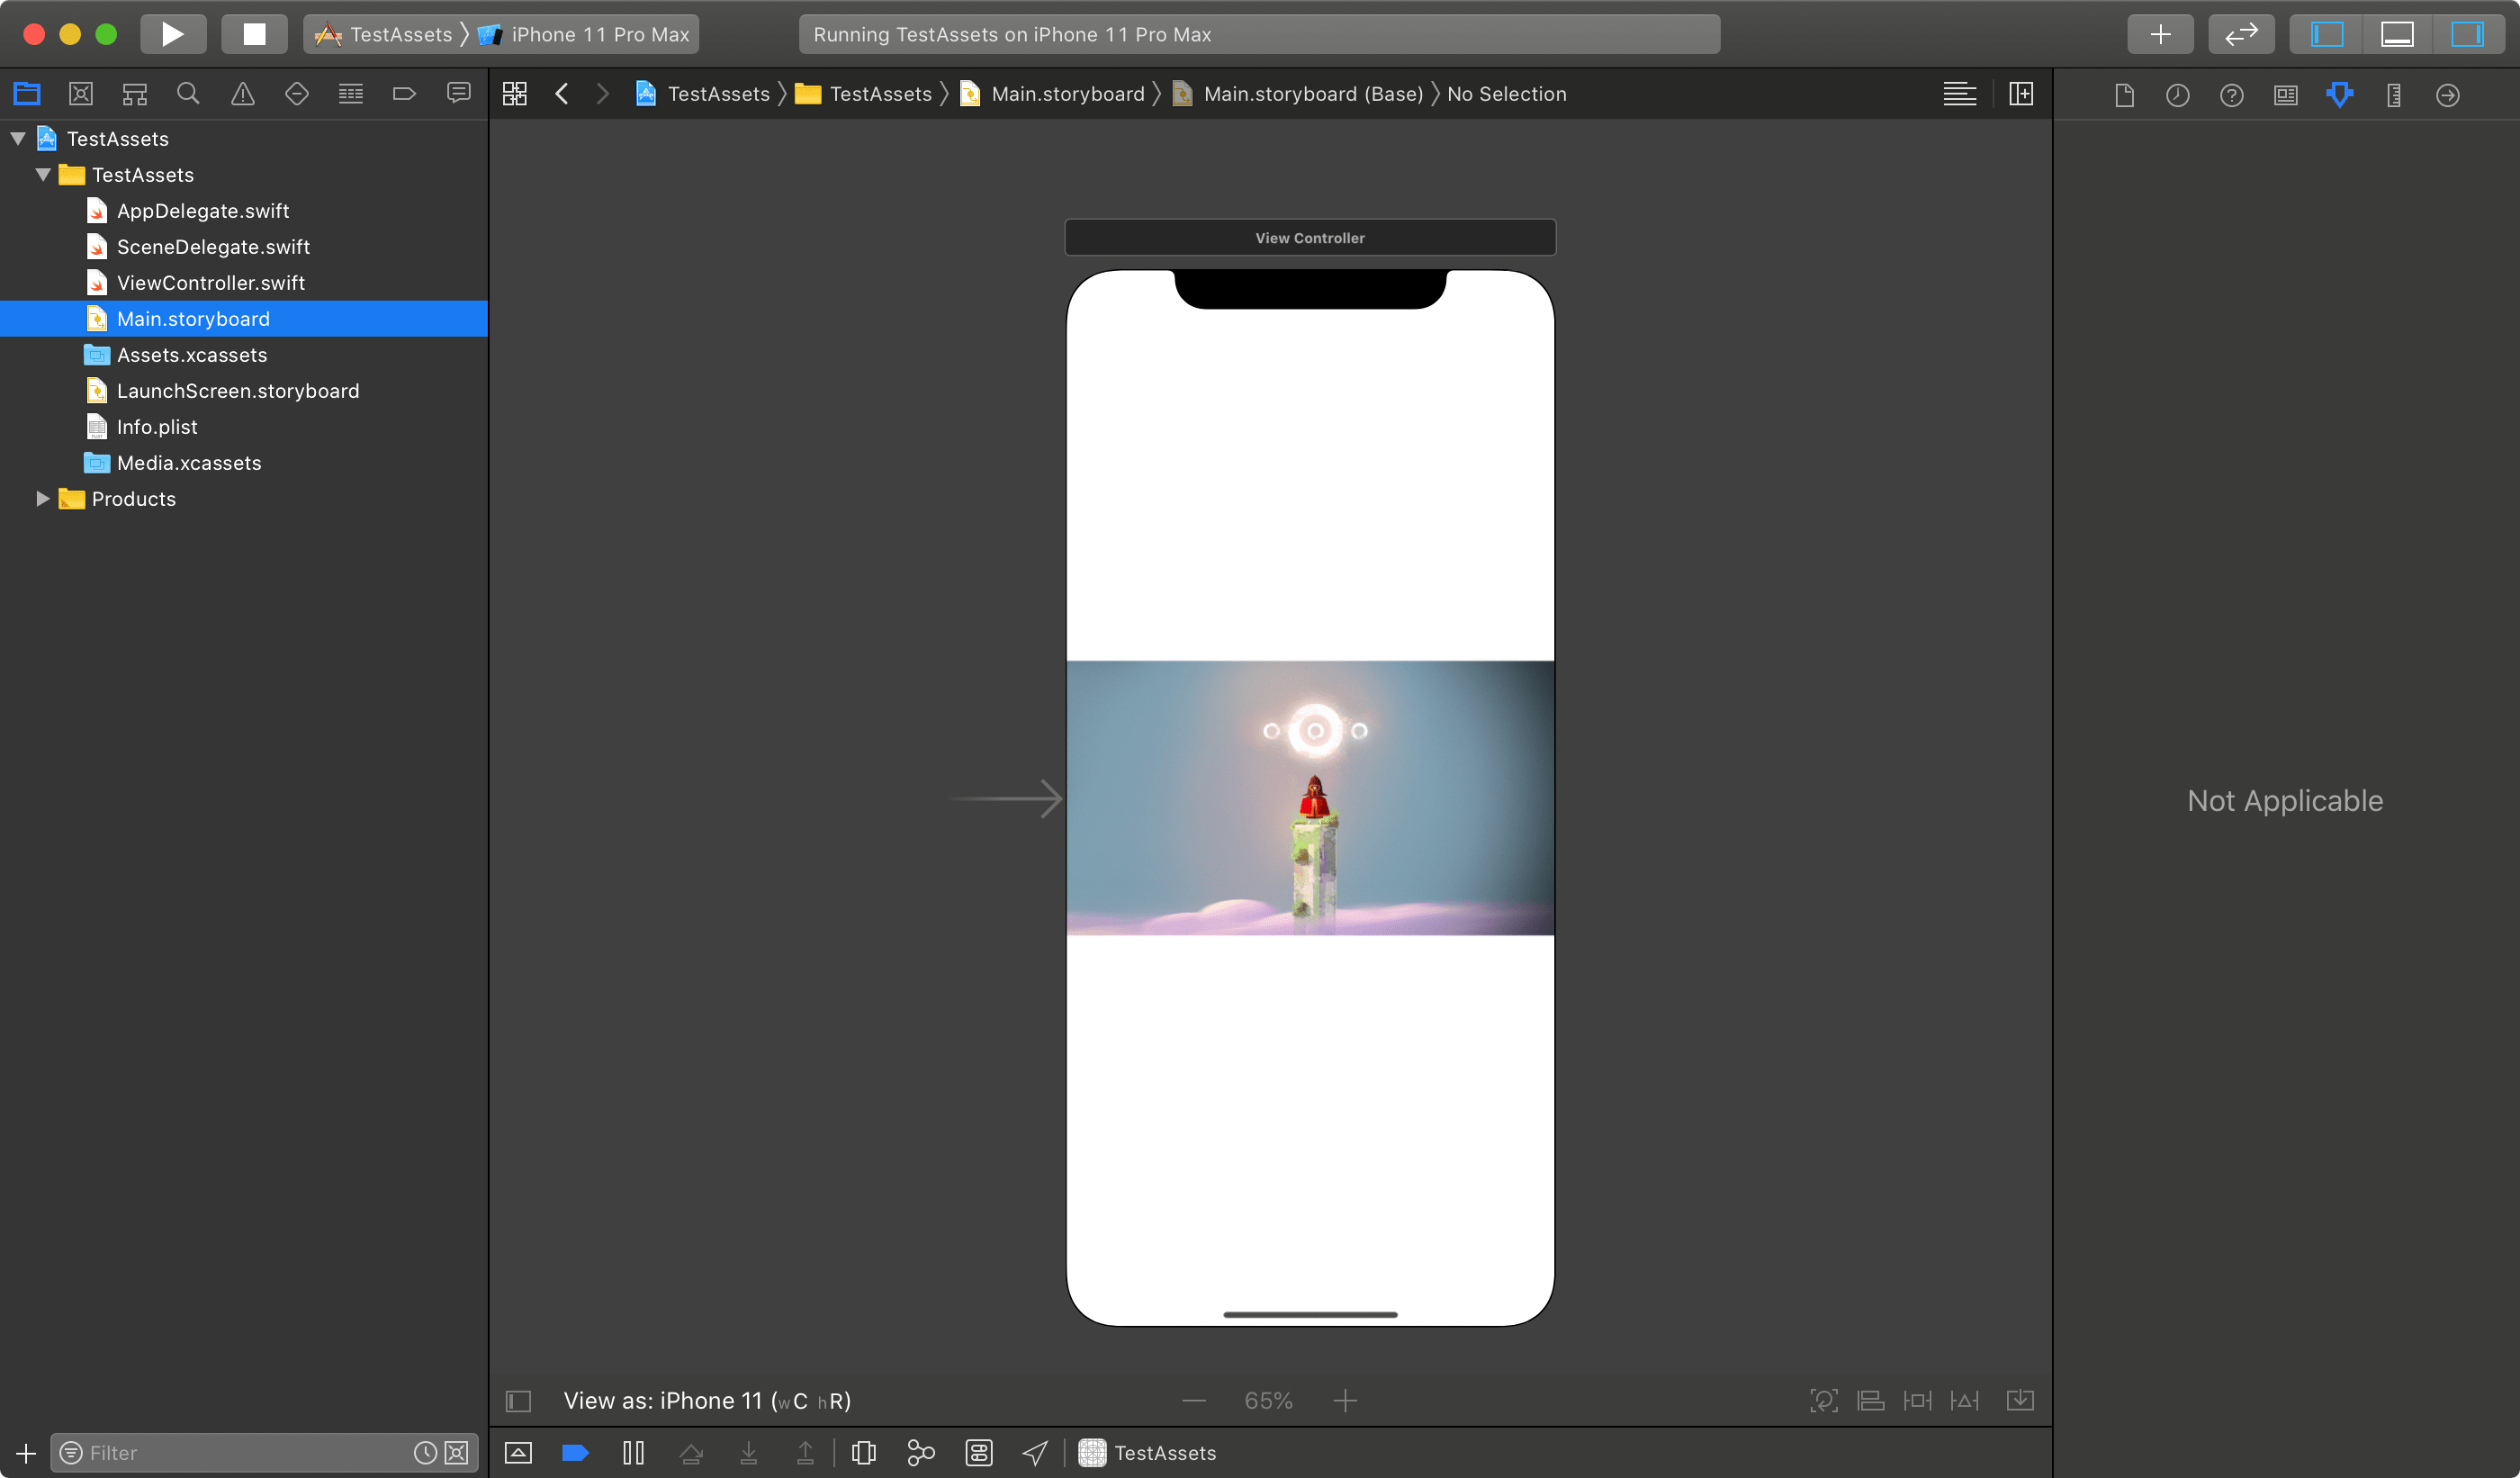 TestAssets
iPhone 11 Pro Max
Running TestAssets on iPhone 11 Pro Max
TestAssets
TestAssets
Main.storyboard
Main.storyboard (Base)
No Selection
TestAssets
TestAssets
AppDelegate.swift
SceneDelegate.swift
ViewController.swift
Main.storyboard
Assets.xcassets
LaunchScreen.storyboard
Info.plist
Media.xcassets
Products
View Controller
Not Applicable
View as: iPhone 11 (wC hR)
65%
Filter
TestAssets